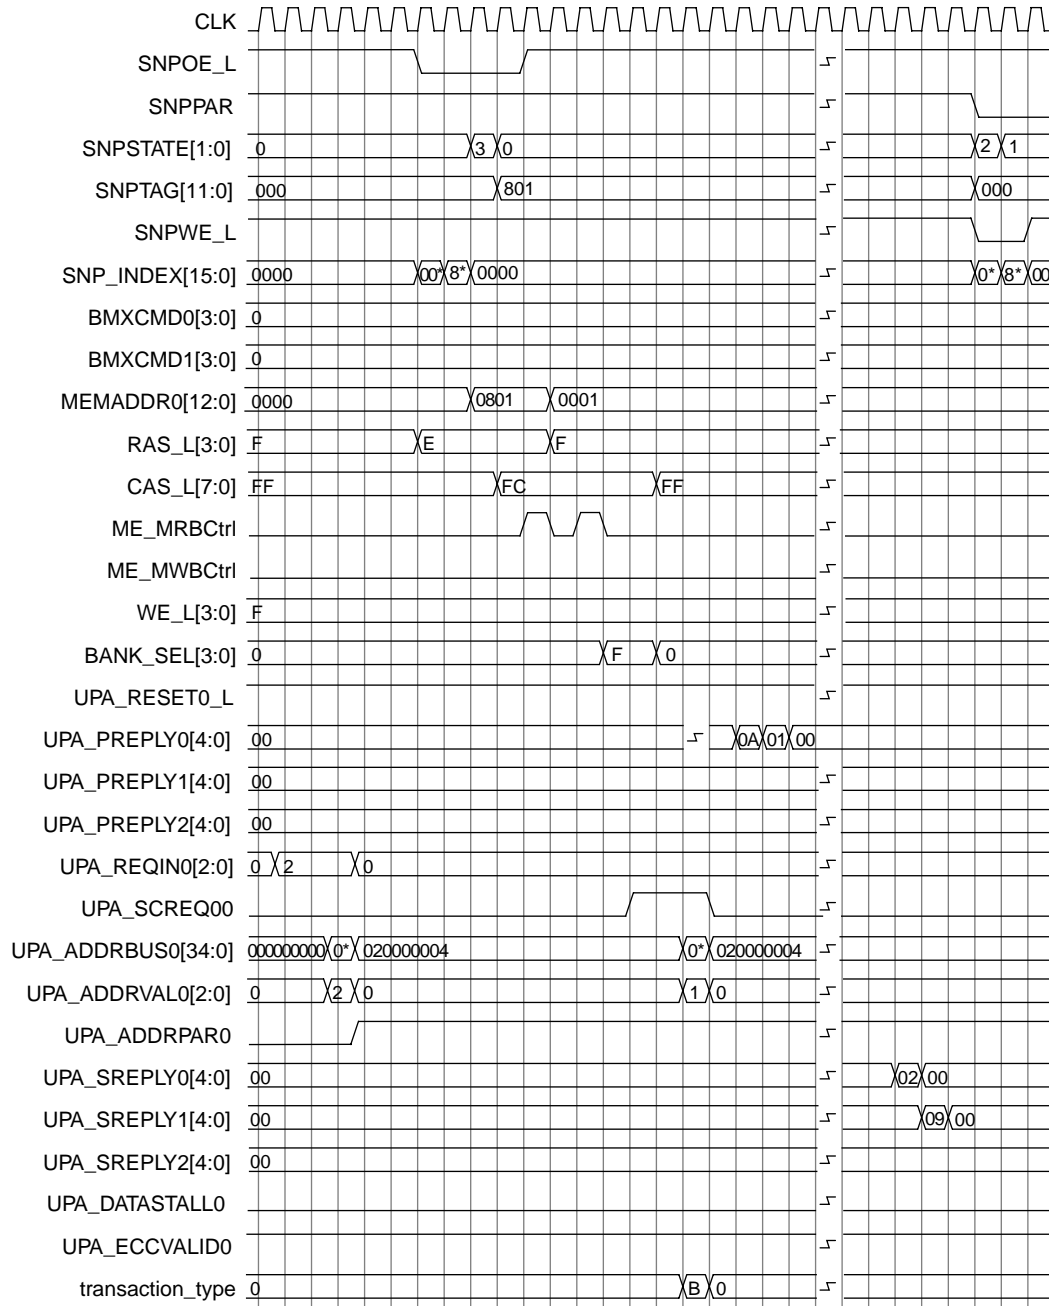 CLK
SNPOE_L
SNPPAR
SNPSTATE[1:0] 0 3 0 2 1
SNPTAG[11:0] 000 801 000
SNPWE_L
SNP_INDEX[15:0] 0000 00* 8* 0000 0* 8* 00
BMXCMD0[3:0] 0
BMXCMD1[3:0] 0
MEMADDR0[12:0] 0000 0801 0001
RAS_L[3:0] F E F
CAS_L[7:0] FF FC FF
ME_MRBCtrl
ME_MWBCtrl
WE_L[3:0] F
BANK_SEL[3:0] 0 F 0
UPA_RESET0_L
UPA_PREPLY0[4:0] 00 0A 01 00
UPA_PREPLY1[4:0] 00
UPA_PREPLY2[4:0] 00
UPA_REQIN0[2:0] 0 2 0
UPA_SCREQ00
UPA_ADDRBUS0[34:0] 000000000 0* 020000004 0* 020000004
UPA_ADDRVAL0[2:0] 0 2 0 1 0
UPA_ADDRPAR0
UPA_SREPLY0[4:0] 00 02 00
UPA_SREPLY1[4:0] 00 09 00
UPA_SREPLY2[4:0] 00
UPA_DATASTALL0
UPA_ECCVALID0
transaction_type 0 B 0